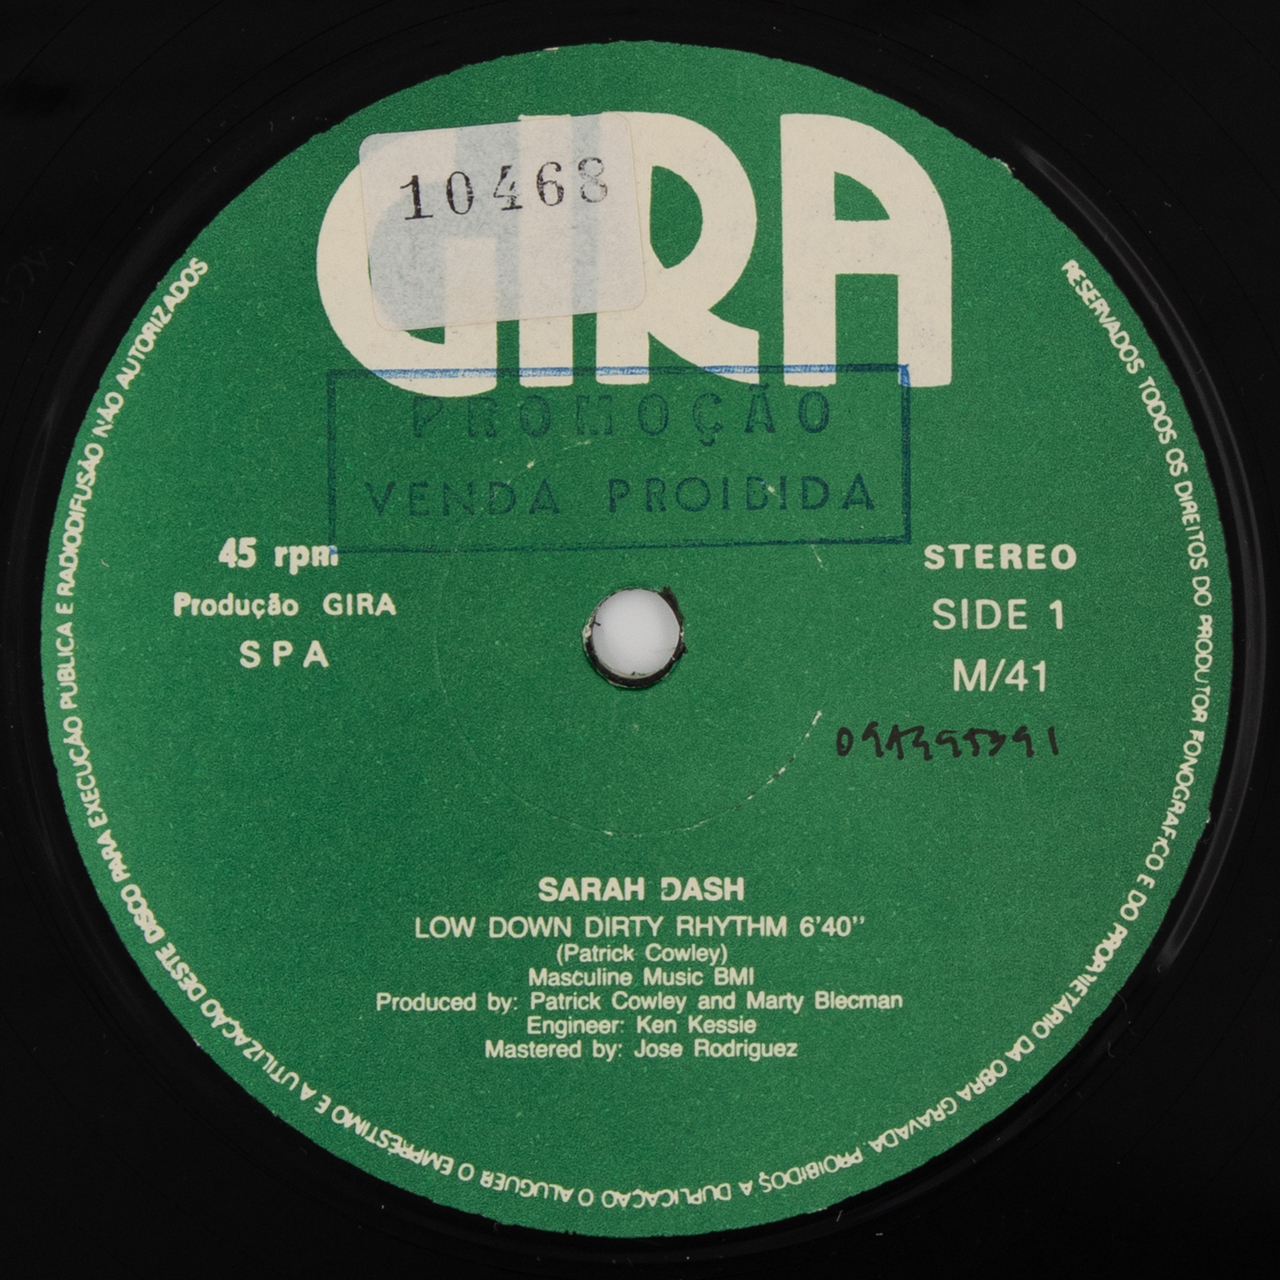 GIRA
10468
PROMOÇÃO
VENDA PROIBIDA
45 rpm
Produção GIRA
SPA
STEREO
SIDE 1
M/41
SARAH DASH
LOW DOWN DIRTY RHYTHM 6'40''
(Patrick Cowley)
Masculine Music BMI
Produced by: Patrick Cowley and Marty Blecman
Engineer: Ken Kessie
Mastered by: Jose Rodriguez
RESERVADOS TODOS OS DIREITOS DO PRODUTOR FONOGRAFICO E DO PROPRIETÁRIO DA OBRA GRAVADA. PROIBIDOS A DUPLICAÇÃO O ALUGUER O EMPRÉSTIMO E A UTILIZAÇÃO DESTE DISCO PARA EXECUÇÃO PUBLICA E RADIODIFUSÃO NÃO AUTORIZADOS